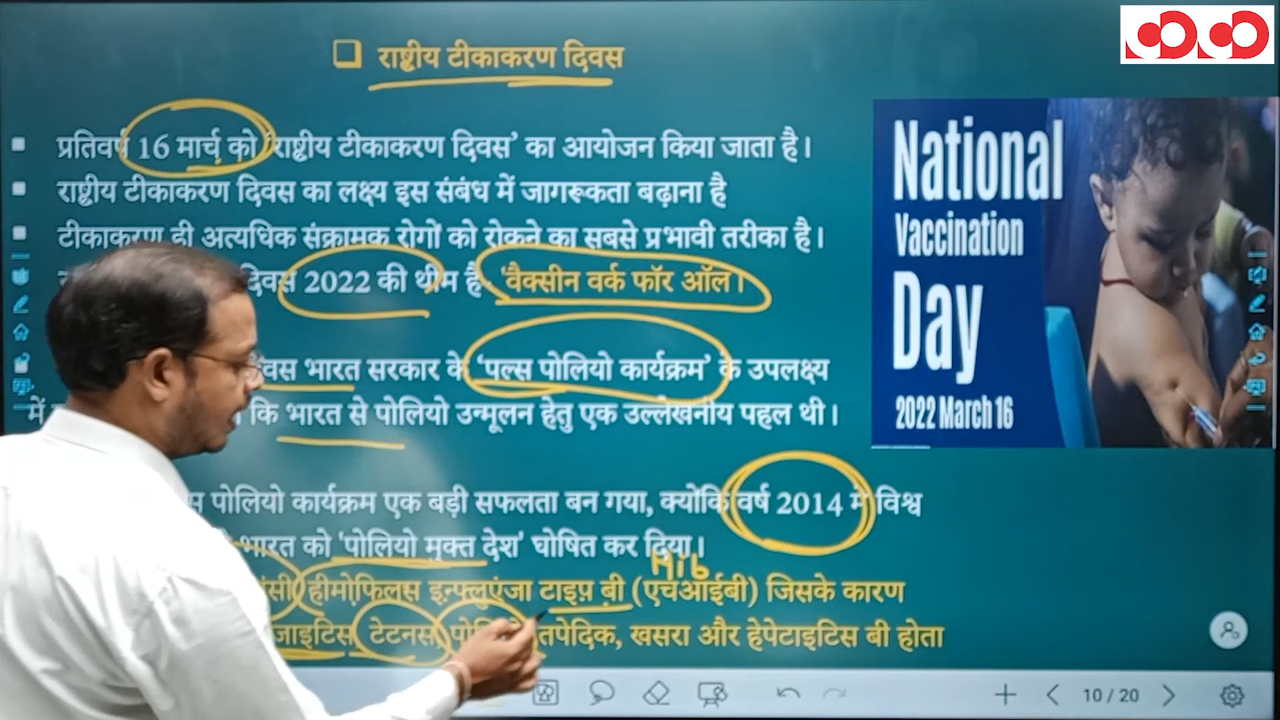 राष्ट्रीय टीकाकरण दिवस
प्रतिवर्ष 16 मार्च को 'राष्ट्रीय टीकाकरण दिवस' का आयोजन किया जाता है।
राष्ट्रीय टीकाकरण दिवस का लक्ष्य इस संबंध में जागरूकता बढ़ाना है
टीकाकरण ही अत्यधिक संक्रामक रोगों को रोकने का सबसे प्रभावी तरीका है।
दिवस 2022 की थीम है 'वैक्सीन वर्क फॉर ऑल।
भारत सरकार के 'पल्स पोलियो कार्यक्रम' के उपलक्ष्य
में कि भारत से पोलियो उन्मूलन हेतु एक उल्लेखनीय पहल थी।
पोलियो कार्यक्रम एक बड़ी सफलता बन गया, क्योंकि वर्ष 2014 में विश्व
भारत को 'पोलियो मुक्त देश' घोषित कर दिया।
Hib
हीमोफिलस इन्फ्लुएंजा टाइप बी (एचआईबी) जिसके कारण
टेटनस, तपेदिक, खसरा और हेपेटाइटिस बी होता
National
Vaccination
Day
2022 March 16
10 / 20